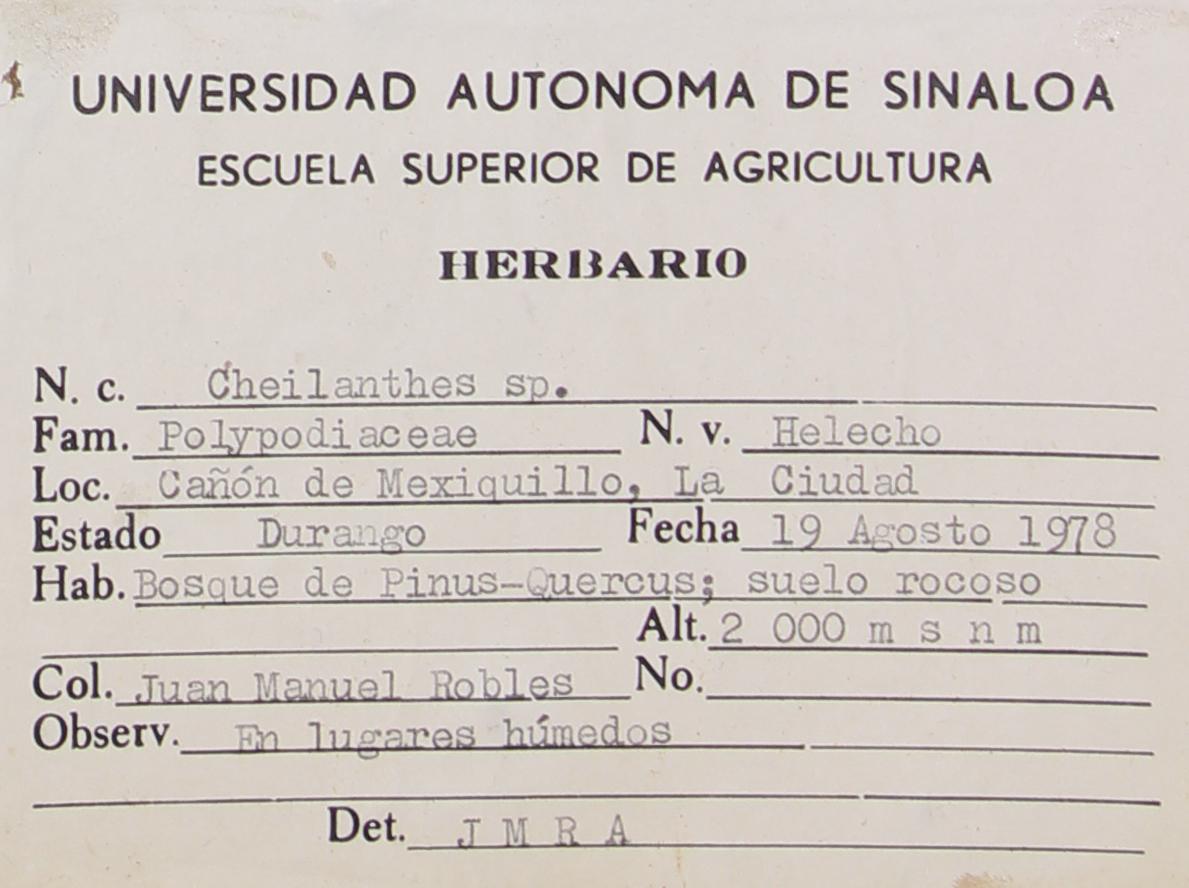 UNIVERSIDAD AUTONOMA DE SINALOA
ESCUELA SUPERIOR DE AGRICULTURA
HERBARIO
N. c. Cheilanthes sp.
Fam. Polypodiaceae N. v. Helecho
Loc. Cañón de Mexiquillo, La Ciudad
Estado Durango Fecha 19 Agosto 1978
Hab. Bosque de Pinus-Quercus; suelo rocoso
Alt. 2 000 m s n m
Col. Juan Manuel Robles No.
Observ. En lugares húmedos
Det. J M R A